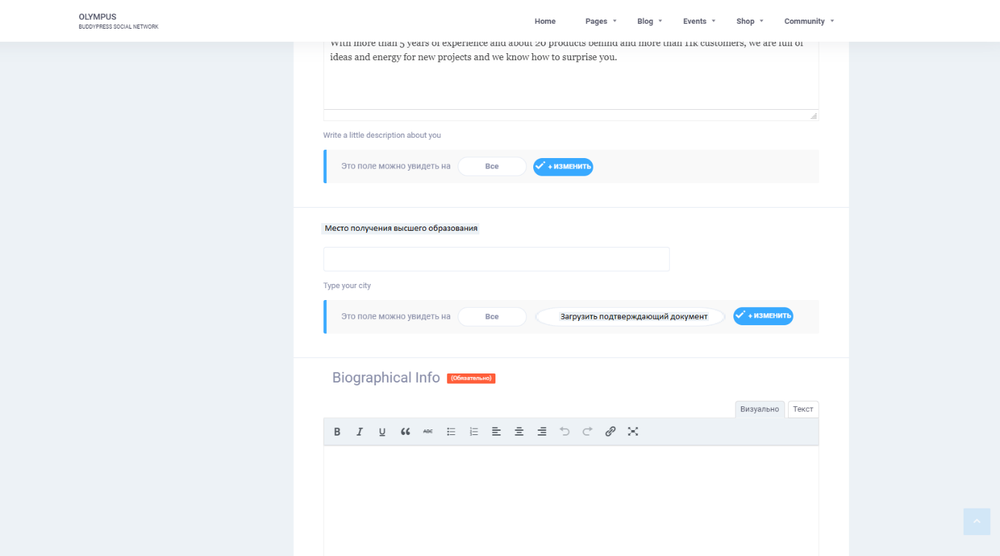 OLYMPUS
BUDDYPRESS SOCIAL NETWORK
Home Pages Blog Events Shop Community
With more than 5 years of experience and about 20 products behind and more than 11k customers, we are full of
ideas and energy for new projects and we know how to surprise you.
Write a little description about you
Это поле можно увидеть на Все + ИЗМЕНИТЬ
Место получения высшего образования
Type your city
Это поле можно увидеть на Все Загрузить подтверждающий документ + ИЗМЕНИТЬ
Biographical Info (Обязательно)
Визуально Текст
B I U ABC